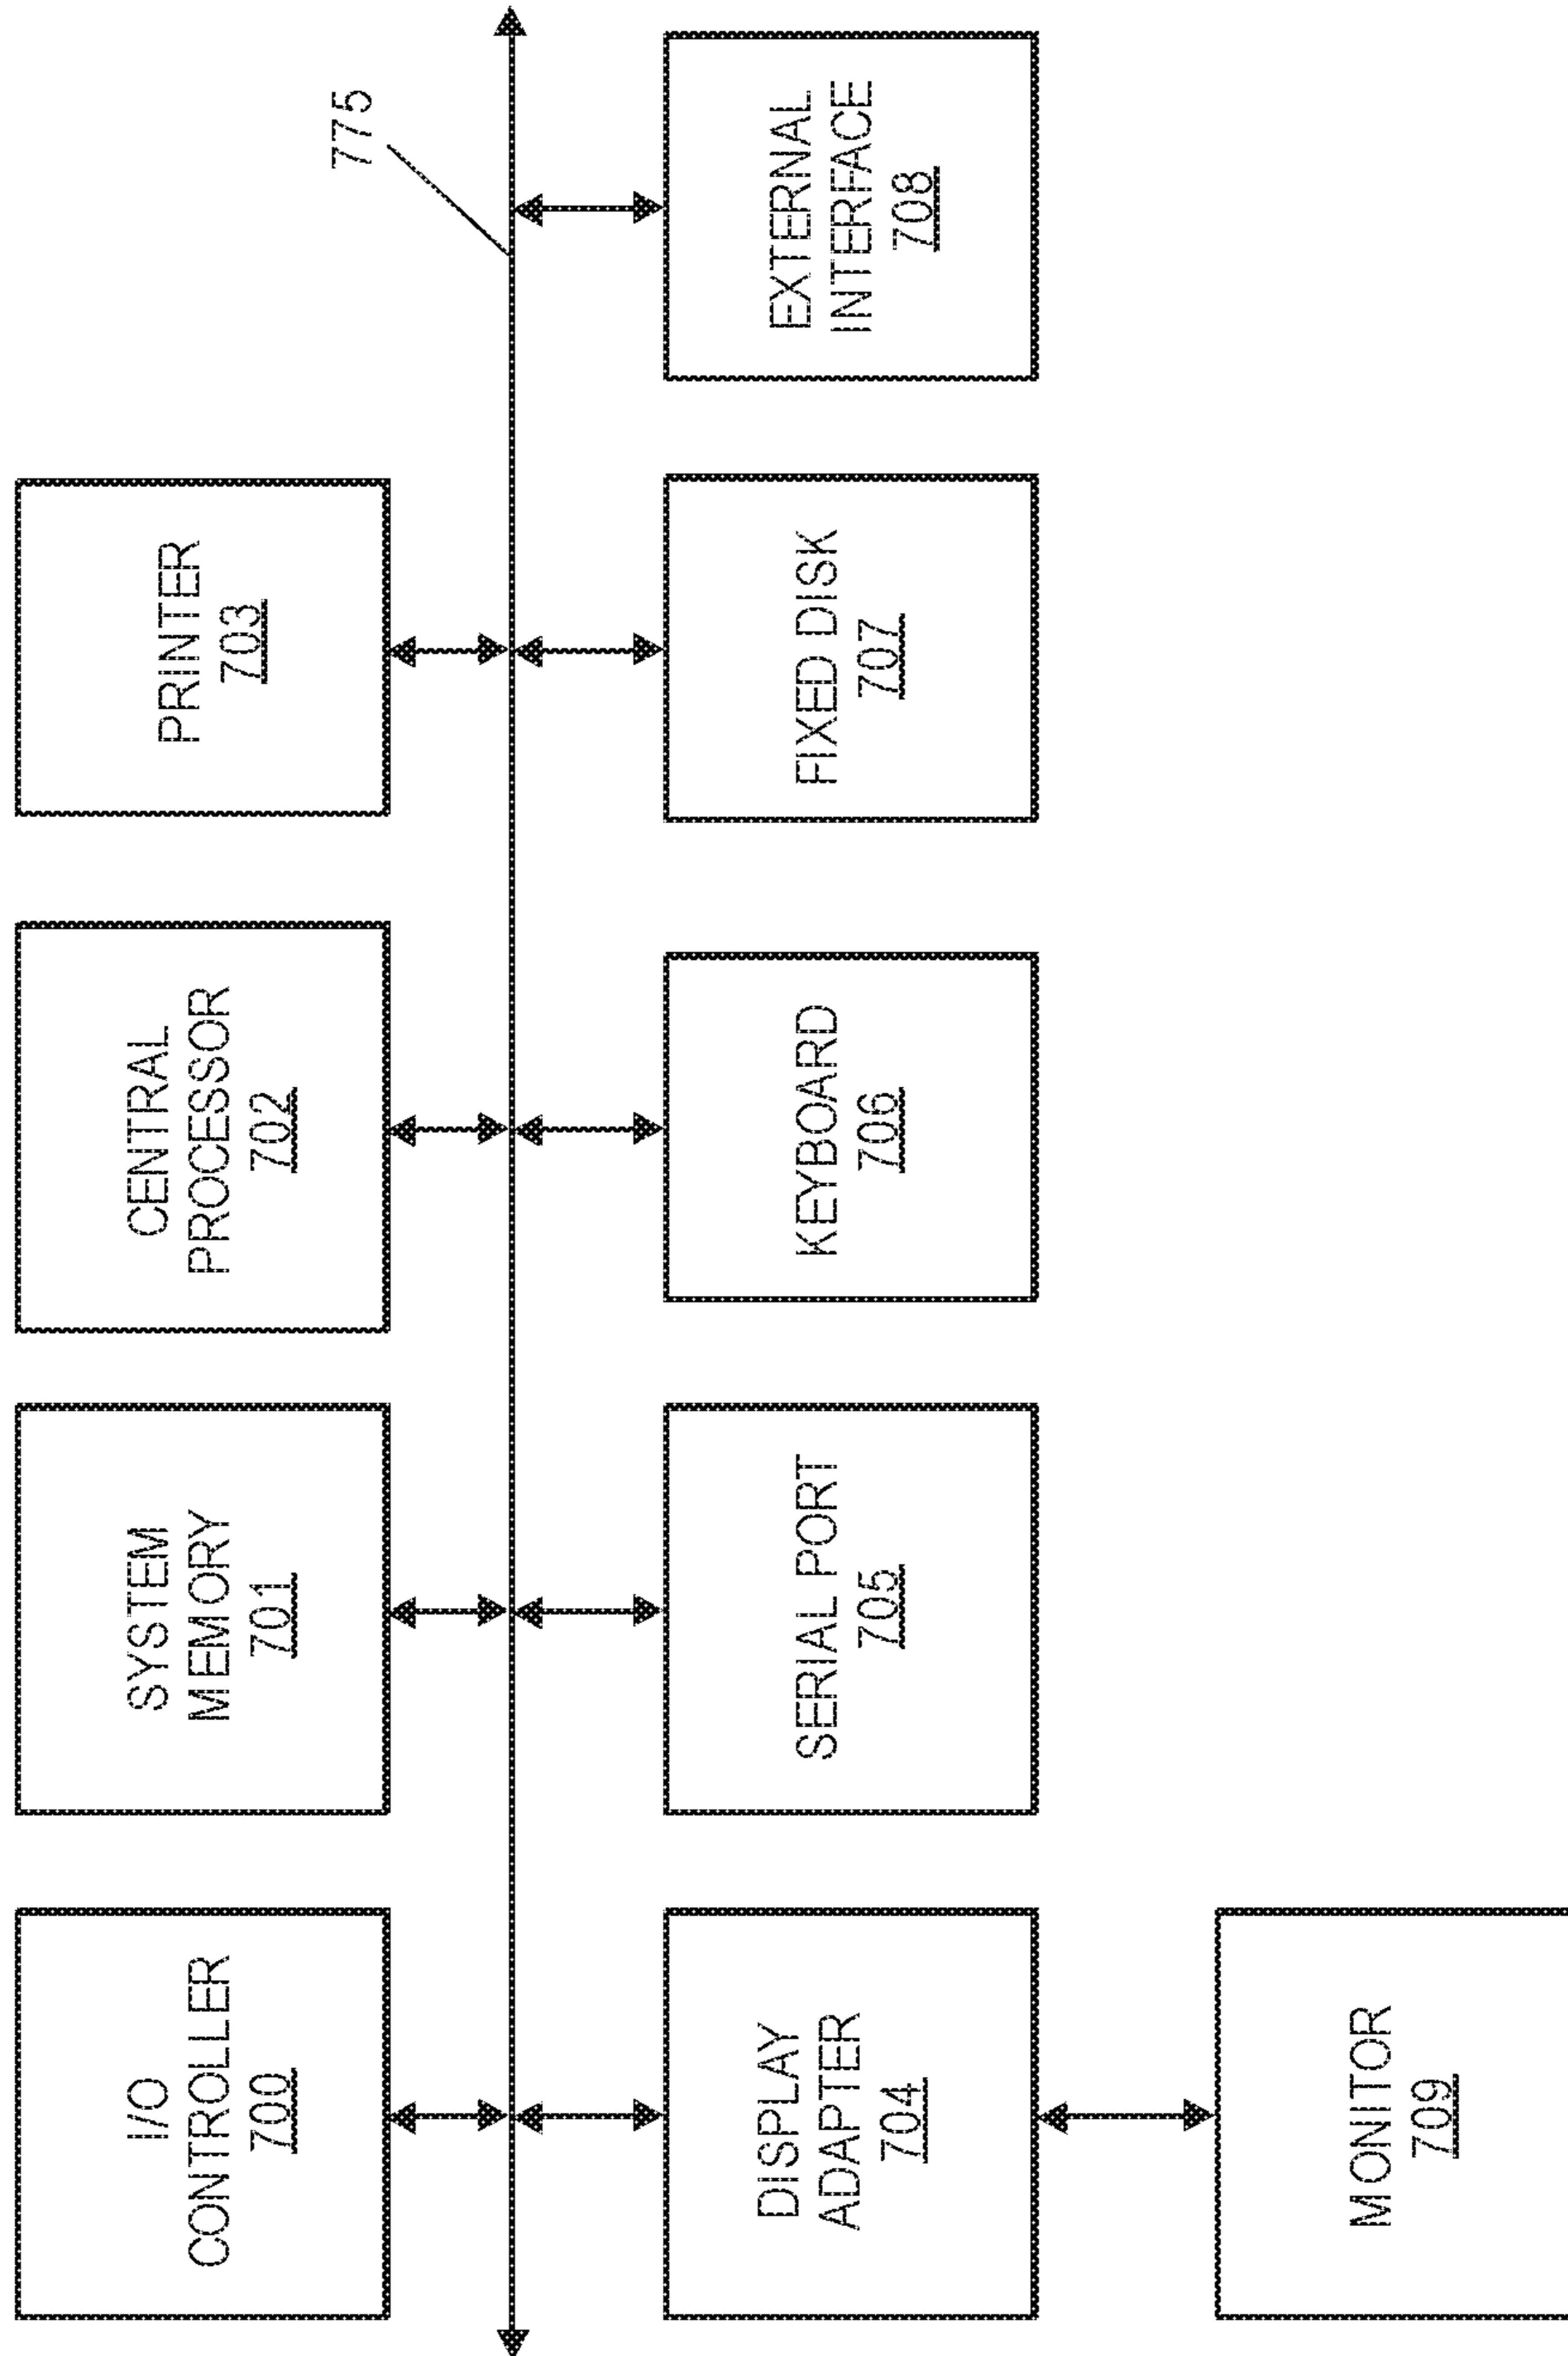 775
I/O
CONTROLLER
700
SYSTEM
MEMORY
701
CENTRAL
PROCESSOR
702
PRINTER
703
DISPLAY
ADAPTER
704
SERIAL PORT
705
KEYBOARD
706
FIXED DISK
707
EXTERNAL
INTERFACE
708
MONITOR
709